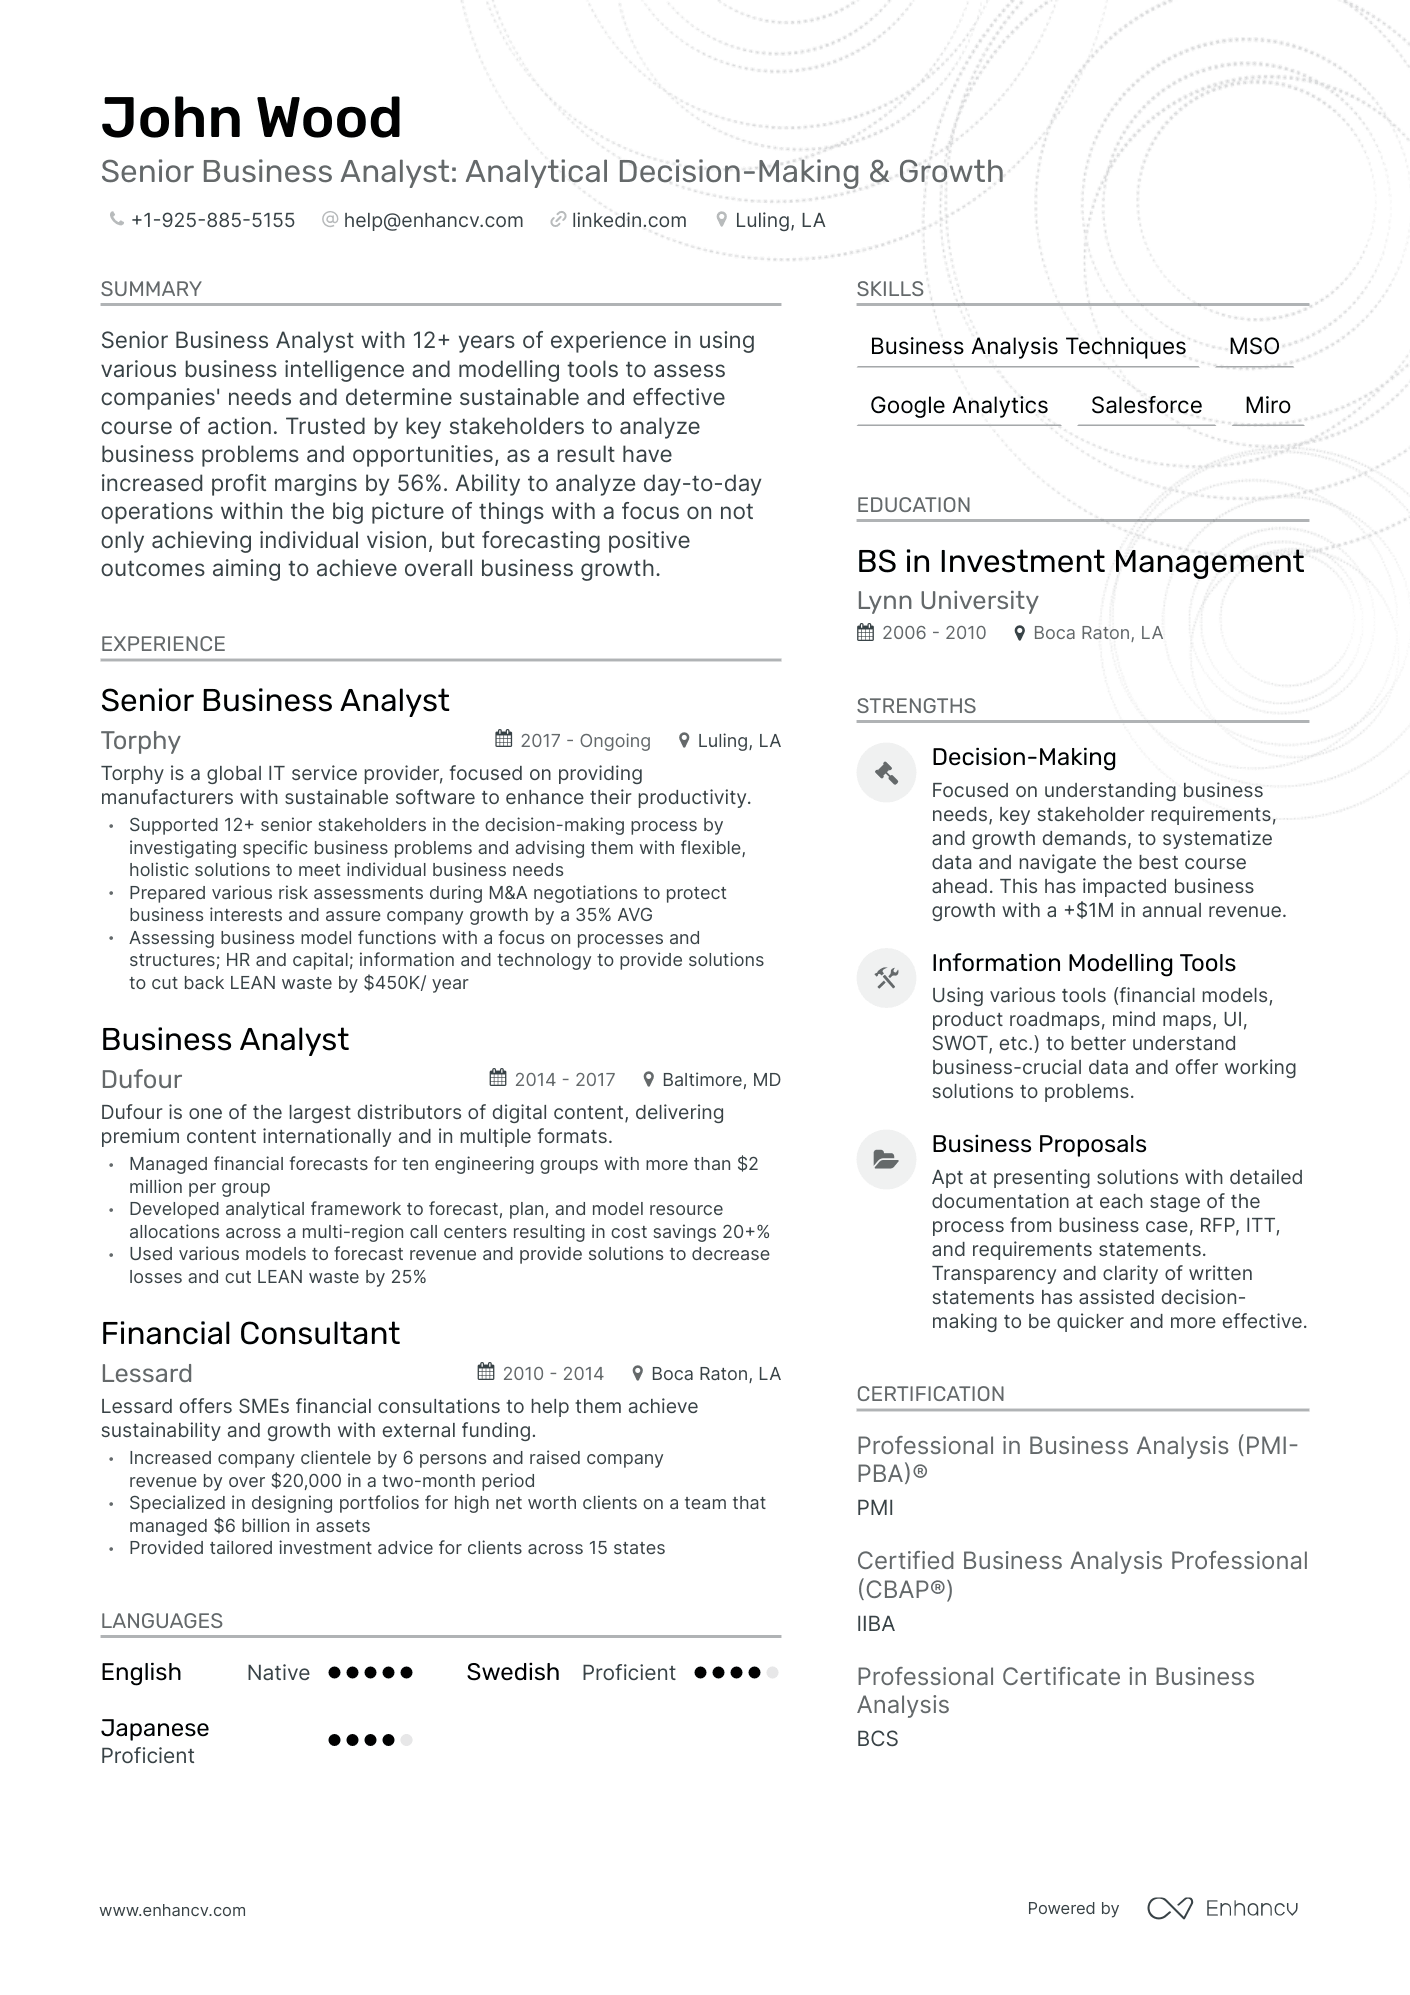 John Wood
Senior Business Analyst: Analytical Decision-Making & Growth
+1-925-885-5155 help@enhancv.com linkedin.com Luling, LA
SUMMARY
Senior Business Analyst with 12+ years of experience in using
various business intelligence and modelling tools to assess
companies' needs and determine sustainable and effective
course of action. Trusted by key stakeholders to analyze
business problems and opportunities, as a result have
increased profit margins by 56%. Ability to analyze day-to-day
operations within the big picture of things with a focus on not
only achieving individual vision, but forecasting positive
outcomes aiming to achieve overall business growth.
EXPERIENCE
Senior Business Analyst
Torphy 2017 - Ongoing Luling, LA
Torphy is a global IT service provider, focused on providing
manufacturers with sustainable software to enhance their productivity.
• Supported 12+ senior stakeholders in the decision-making process by
investigating specific business problems and advising them with flexible,
holistic solutions to meet individual business needs
• Prepared various risk assessments during M&A negotiations to protect
business interests and assure company growth by a 35% AVG
• Assessing business model functions with a focus on processes and
structures; HR and capital; information and technology to provide solutions
to cut back LEAN waste by $450K/ year
Business Analyst
Dufour 2014 - 2017 Baltimore, MD
Dufour is one of the largest distributors of digital content, delivering
premium content internationally and in multiple formats.
• Managed financial forecasts for ten engineering groups with more than $2
million per group
• Developed analytical framework to forecast, plan, and model resource
allocations across a multi-region call centers resulting in cost savings 20+%
• Used various models to forecast revenue and provide solutions to decrease
losses and cut LEAN waste by 25%
Financial Consultant
Lessard 2010 - 2014 Boca Raton, LA
Lessard offers SMEs financial consultations to help them achieve
sustainability and growth with external funding.
• Increased company clientele by 6 persons and raised company
revenue by over $20,000 in a two-month period
• Specialized in designing portfolios for high net worth clients on a team that
managed $6 billion in assets
• Provided tailored investment advice for clients across 15 states
LANGUAGES
English Native Swedish Proficient
Japanese
Proficient
SKILLS
Business Analysis Techniques MSO
Google Analytics Salesforce Miro
EDUCATION
BS in Investment Management
Lynn University
2006 - 2010 Boca Raton, LA
STRENGTHS
Decision-Making
Focused on understanding business
needs, key stakeholder requirements,
and growth demands, to systematize
data and navigate the best course
ahead. This has impacted business
growth with a +$1M in annual revenue.
Information Modelling Tools
Using various tools (financial models,
product roadmaps, mind maps, UI,
SWOT, etc.) to better understand
business-crucial data and offer working
solutions to problems.
Business Proposals
Apt at presenting solutions with detailed
documentation at each stage of the
process from business case, RFP, ITT,
and requirements statements.
Transparency and clarity of written
statements has assisted decision-
making to be quicker and more effective.
CERTIFICATION
Professional in Business Analysis (PMI-
PBA)®
PMI
Certified Business Analysis Professional
(CBAP®)
IIBA
Professional Certificate in Business
Analysis
BCS
www.enhancv.com
Powered by Enhancv